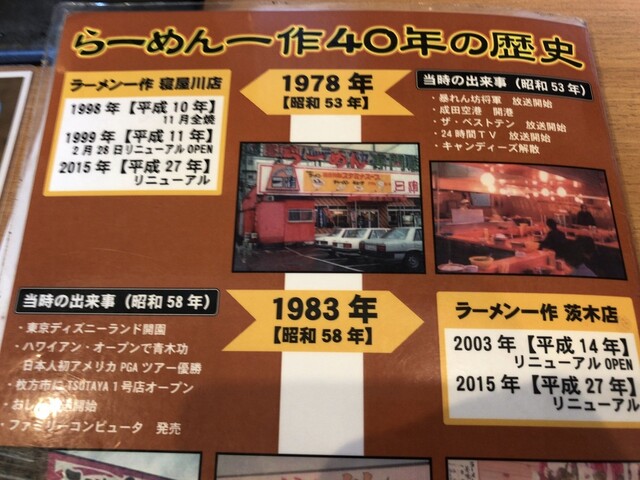 らーめん一作40年の歴史
ラーメン一作 寝屋川店
1998年【平成10年】
11月全焼
1999年【平成11年】
2月28日リニューアルOPEN
2015年【平成27年】
リニューアル
1978年
【昭和53年】
当時の出来事（昭和53年）
・暴れん坊将軍 放送開始
・成田空港 開港
・ザ・ベストテン 放送開始
・24時間TV 放送開始
・キャンディーズ解散
らーめん
当時の出来事（昭和58年）
・東京ディズニーランド開園
・ハワイアン・オープンで青木功
日本人初アメリカPGAツアー優勝
・枚方市にTSUTAYA1号店オープン
・おしん放送開始
・ファミリーコンピュータ 発売
1983年
【昭和58年】
ラーメン一作 茨木店
2003年【平成14年】
リニューアルOPEN
2015年【平成27年】
リニューアル